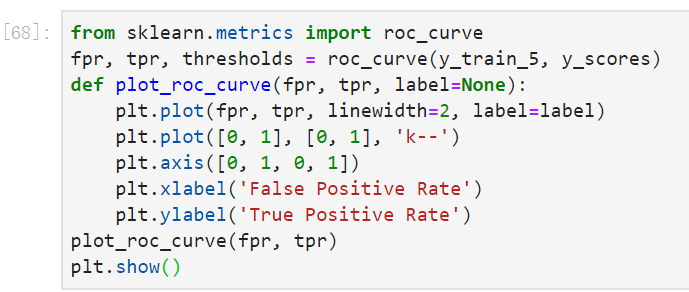 [68]: from sklearn.metrics import roc_curve
fpr, tpr, thresholds = roc_curve(y_train_5, y_scores)
def plot_roc_curve(fpr, tpr, label=None):
    plt.plot(fpr, tpr, linewidth=2, label=label)
    plt.plot([0, 1], [0, 1], 'k--')
    plt.axis([0, 1, 0, 1])
    plt.xlabel('False Positive Rate')
    plt.ylabel('True Positive Rate')
plot_roc_curve(fpr, tpr)
plt.show()